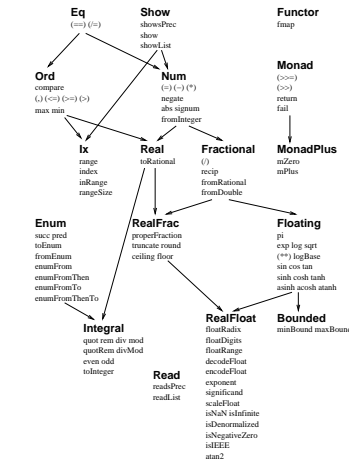 Eq
(==) (/=)
Show
showsPrec
show
showList
Functor
fmap
Ord
compare
(,) (<=) (>=) (>)
max min
Num
(=) (−) (*)
negate
abs signum
fromInteger
Monad
(>>=)
(>>)
return
fail
Ix
range
index
inRange
rangeSize
Real
toRational
Fractional
(/)
recip
fromRational
fromDouble
MonadPlus
mZero
mPlus
Enum
succ pred
toEnum
fromEnum
enumFrom
enumFromThen
enumFromTo
enumFromThenTo
RealFrac
properFraction
truncate round
ceiling floor
Floating
pi
exp log sqrt
(**) logBase
sin cos tan
sinh cosh tanh
asinh acosh atanh
Integral
quot rem div mod
quotRem divMod
even odd
toInteger
Read
readsPrec
readList
RealFloat
floatRadix
floatDigits
floatRange
decodeFloat
encodeFloat
exponent
significand
scaleFloat
isNaN isInfinite
isDenormalized
isNegativeZero
isIEEE
atan2
Bounded
minBound maxBound